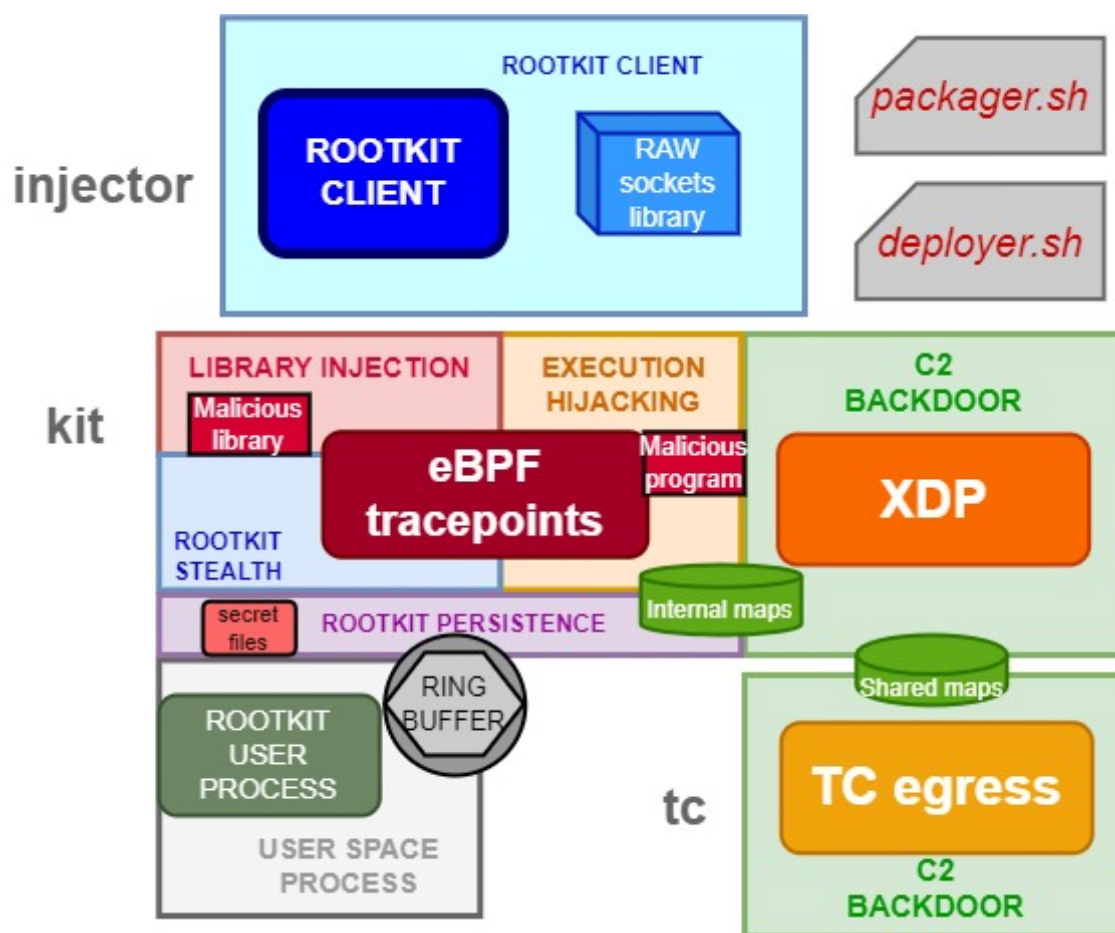 ROOTKIT CLIENT
ROOTKIT
CLIENT
RAW
sockets
library
packager.sh
injector
deployer.sh
LIBRARY INJECTION
EXECUTION
HIJACKING
C2
BACKDOOR
kit
Malicious
library
eBPF
tracepoints
Malicious
program
XDP
ROOTKIT
STEALTH
Internal maps
secret
files
ROOTKIT PERSISTENCE
RING
BUFFER
Shared maps
ROOTKIT
USER
PROCESS
tc
TC egress
USER SPACE
PROCESS
C2
BACKDOOR